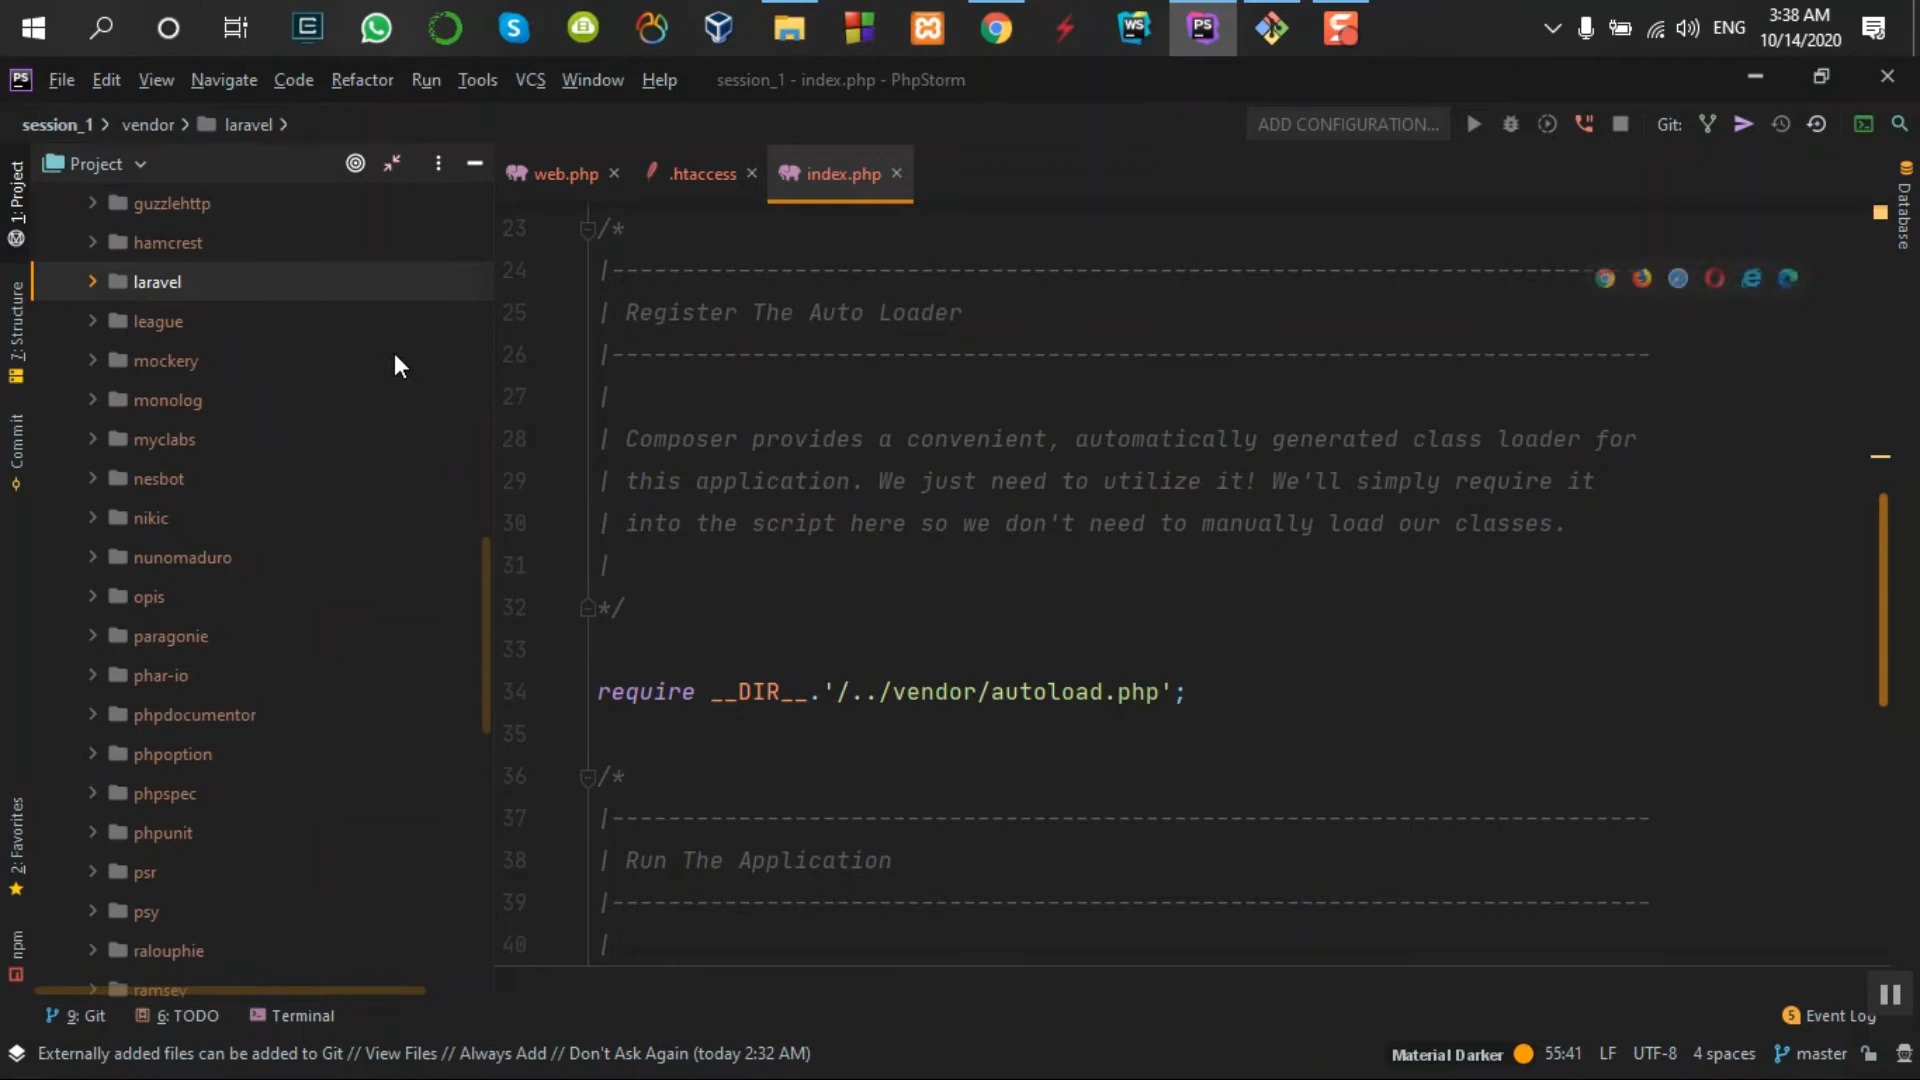 3:38 AM
ENG
10/14/2020
PS File Edit View Navigate Code Refactor Run Tools VCS Window Help session_1 - index.php - PhpStorm
session_1 vendor laravel
ADD CONFIGURATION... Git:
1: Project
Project
web.php .htaccess index.php
guzzlehttp
hamcrest
laravel
league
mockery
monolog
myclabs
nesbot
nikic
nunomaduro
opis
paragonie
phar-io
phpdocumentor
phpoption
phpspec
phpunit
psr
psy
ralouphie
ramsey
7: Structure
Commit
2: Favorites
npm
23 /*
24 |--------------------------------------------------------------------------
25 | Register The Auto Loader
26 |--------------------------------------------------------------------------
27 |
28 | Composer provides a convenient, automatically generated class loader for
29 | this application. We just need to utilize it! We'll simply require it
30 | into the script here so we don't need to manually load our classes.
31 |
32 */
33
34 require __DIR__.'/../vendor/autoload.php';
35
36 /*
37 |--------------------------------------------------------------------------
38 | Run The Application
39 |--------------------------------------------------------------------------
40 |
Database
9: Git 6: TODO Terminal
5 Event Log
Externally added files can be added to Git // View Files // Always Add // Don't Ask Again (today 2:32 AM)
Material Darker 55:41 LF UTF-8 4 spaces master